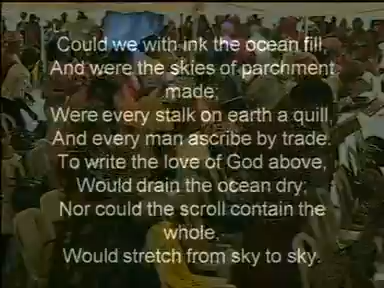 Could we with ink the ocean fill,
And were the skies of parchment
made;
Were every stalk on earth a quill,
And every man ascribe by trade.
To write the love of God above,
Would drain the ocean dry;
Nor could the scroll contain the
whole,
Would stretch from sky to sky.